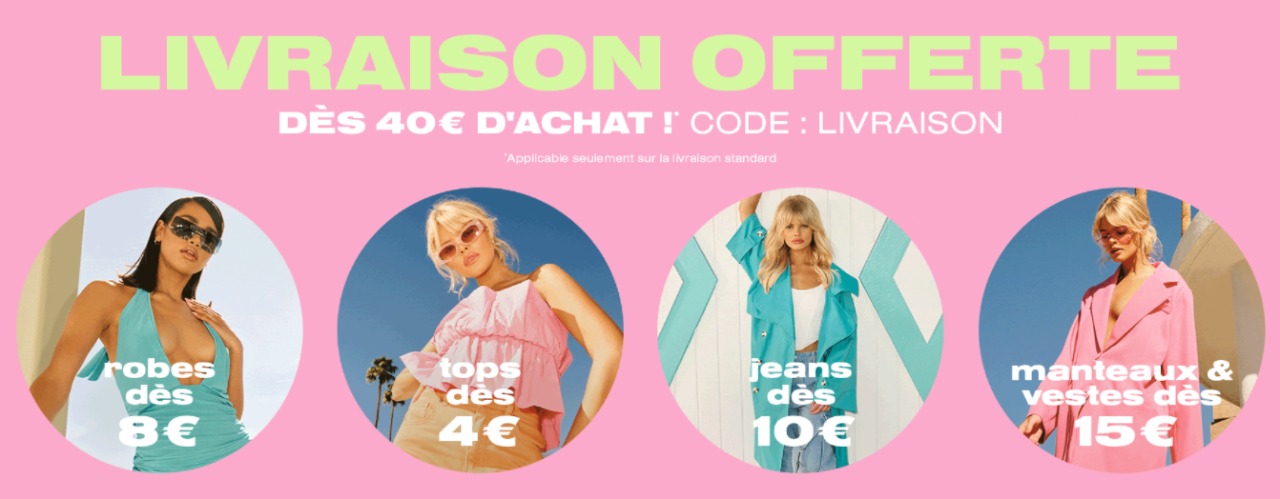 LIVRAISON OFFERTE
DÈS 40€ D'ACHAT !* CODE : LIVRAISON
*Applicable seulement sur la livraison standard
robes
dès
8€
tops
dès
4€
jeans
dès
10€
manteaux &
vestes dès
15€